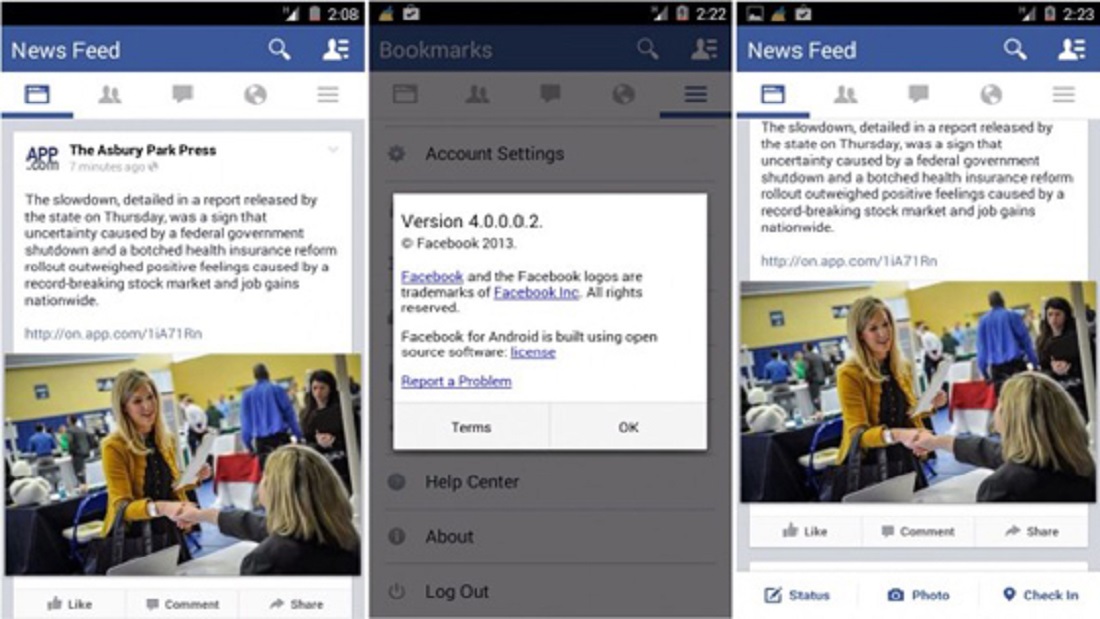 2:08
News Feed
APP
.com
The Asbury Park Press
7 minutes ago
The slowdown, detailed in a report released by
the state on Thursday, was a sign that
uncertainty caused by a federal government
shutdown and a botched health insurance reform
rollout outweighed positive feelings caused by a
record-breaking stock market and job gains
nationwide.
http://on.app.com/1iA71Rn
Like
Comment
Share
2:22
Bookmarks
Account Settings
Version 4.0.0.0.2.
© Facebook 2013.
Facebook and the Facebook logos are
trademarks of Facebook Inc. All rights
reserved.
Facebook for Android is built using open
source software: license
Report a Problem
Terms
OK
Help Center
About
Log Out
2:23
News Feed
The slowdown, detailed in a report released by
the state on Thursday, was a sign that
uncertainty caused by a federal government
shutdown and a botched health insurance reform
rollout outweighed positive feelings caused by a
record-breaking stock market and job gains
nationwide.
http://on.app.com/1iA71Rn
Like
Comment
Share
Status
Photo
Check In